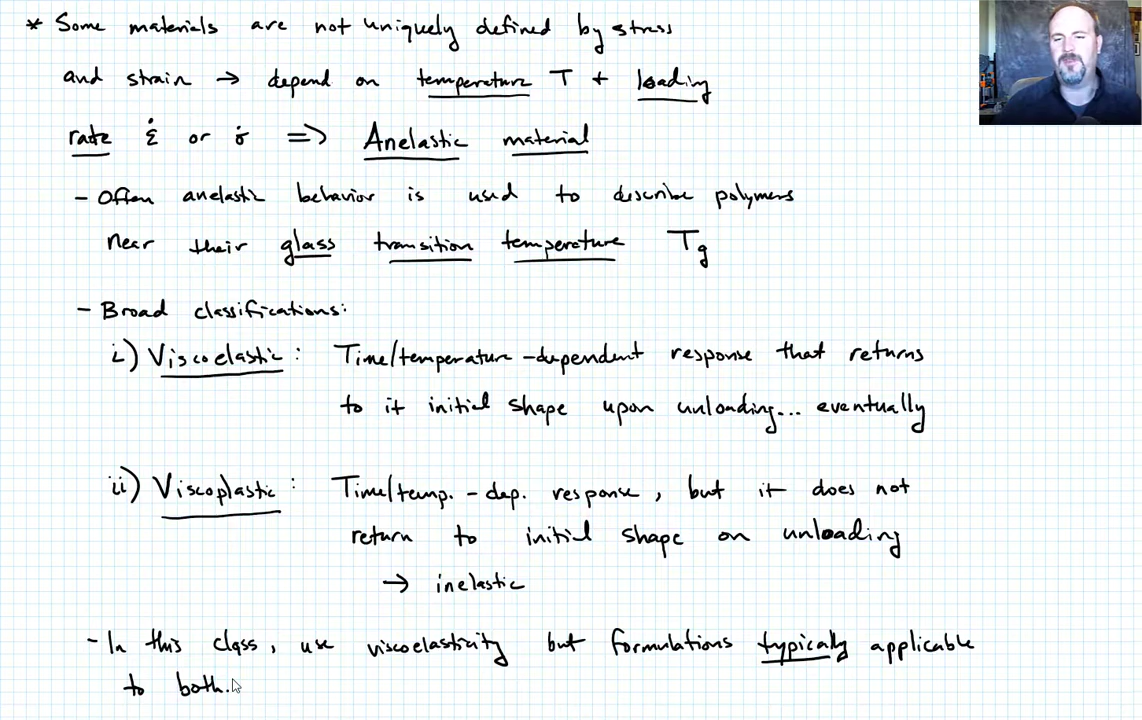 * Some materials are not uniquely defined by stress
and strain → depend on temperature T + loading
rate ε̇ or σ̇ => Anelastic material
- Often anelastic behavior is used to describe polymers
near their glass transition temperature Tg
- Broad classifications:
i) Viscoelastic: Time/temperature-dependent response that returns
to it initial shape upon unloading... eventually
ii) Viscoplastic: Time/temp.-dep. response, but it does not
return to initial shape on unloading
→ inelastic
- In this class, use viscoelasticity but formulations typically applicable
to both.